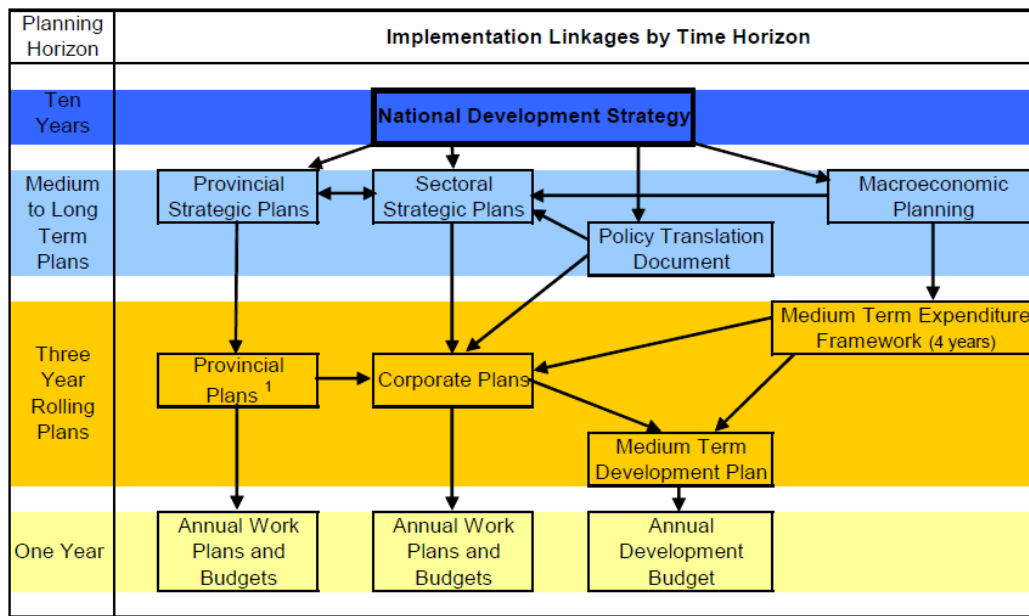 Planning
Horizon
Implementation Linkages by Time Horizon
Ten
Years
National Development Strategy
Medium
to Long
Term
Plans
Provincial
Strategic Plans
Sectoral
Strategic Plans
Macroeconomic
Planning
Policy Translation
Document
Three
Year
Rolling
Plans
Medium Term Expenditure
Framework (4 years)
Provincial
Plans 1
Corporate Plans
Medium Term
Development Plan
One Year
Annual Work
Plans and
Budgets
Annual Work
Plans and
Budgets
Annual
Development
Budget